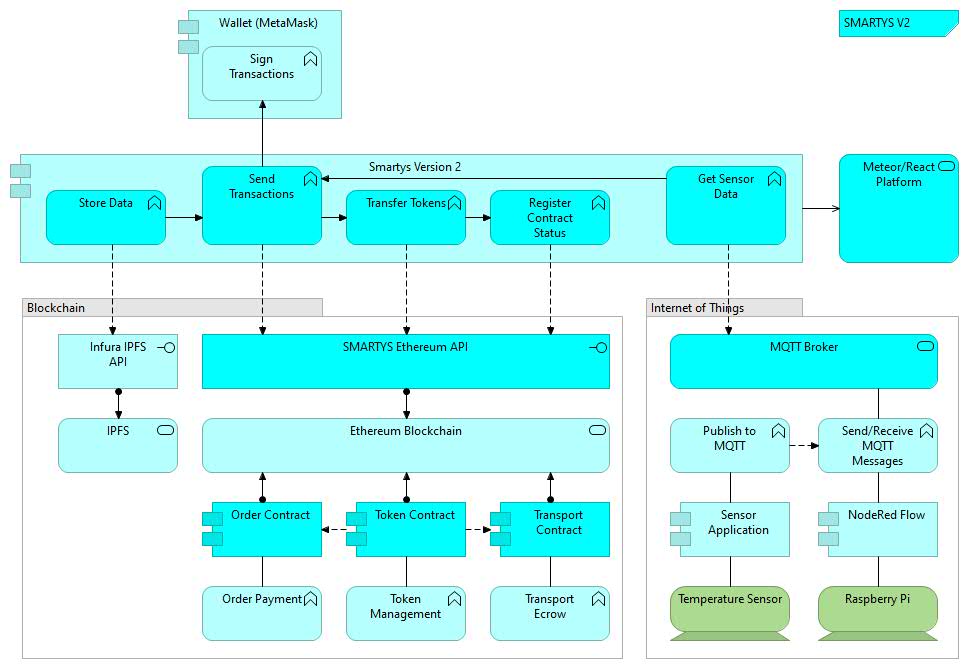 Wallet (MetaMask)
SMARTYS V2
Sign
Transactions
Smartys Version 2
Store Data
Send
Transactions
Transfer Tokens
Register
Contract
Status
Get Sensor
Data
Meteor/React
Platform
Blockchain
Internet of Things
Infura IPFS
API
SMARTYS Ethereum API
MQTT Broker
IPFS
Ethereum Blockchain
Publish to
MQTT
Send/Receive
MQTT
Messages
Order Contract
Token Contract
Transport
Contract
Sensor
Application
NodeRed Flow
Order Payment
Token
Management
Transport
Ecrow
Temperature Sensor
Raspberry Pi